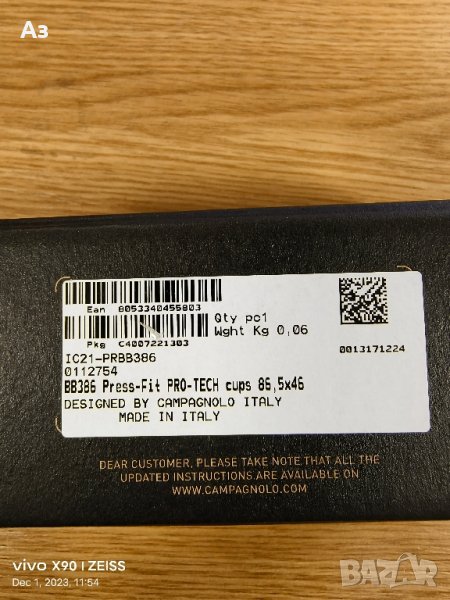 Аз
Ean 8053340455803
Qty pc1
Wght Kg 0,06
Pkg C4007221303
0013171224
IC21-PRBB386
0112754
BB386 Press-Fit PRO-TECH cups 86,5x46
DESIGNED BY CAMPAGNOLO ITALY
MADE IN ITALY
DEAR CUSTOMER, PLEASE TAKE NOTE THAT ALL THE
UPDATED INSTRUCTIONS ARE AVAILABLE ON
WWW.CAMPAGNOLO.COM
vivo X90 | ZEISS
Dec 1, 2023, 11:54
BAZAR